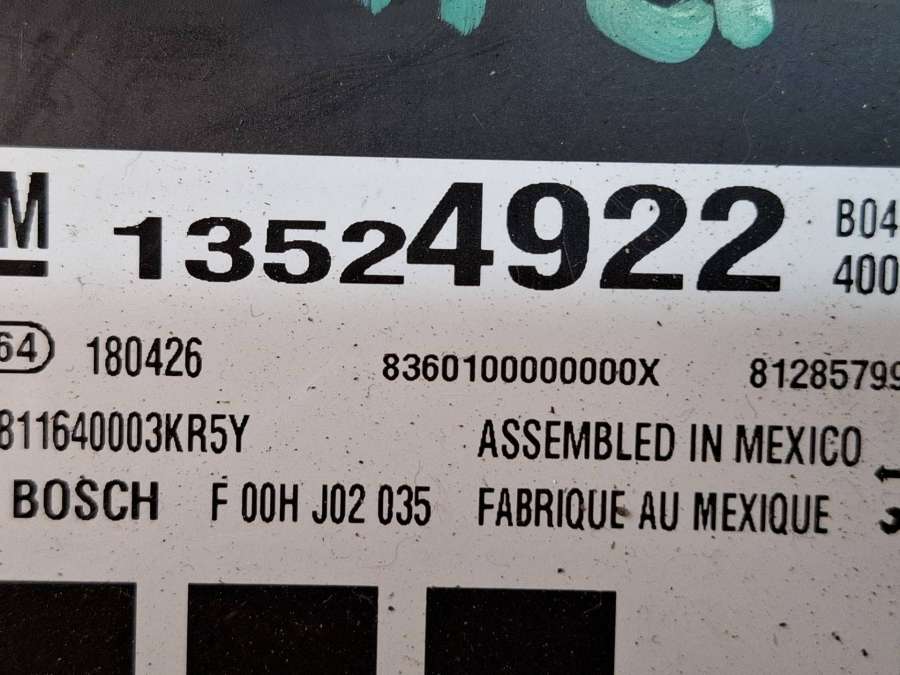 M 13524922 B04
400
64 180426 8360100000000X 81285799
811640003KR5Y ASSEMBLED IN MEXICO
BOSCH F 00H J02 035 FABRIQUE AU MEXIQUE